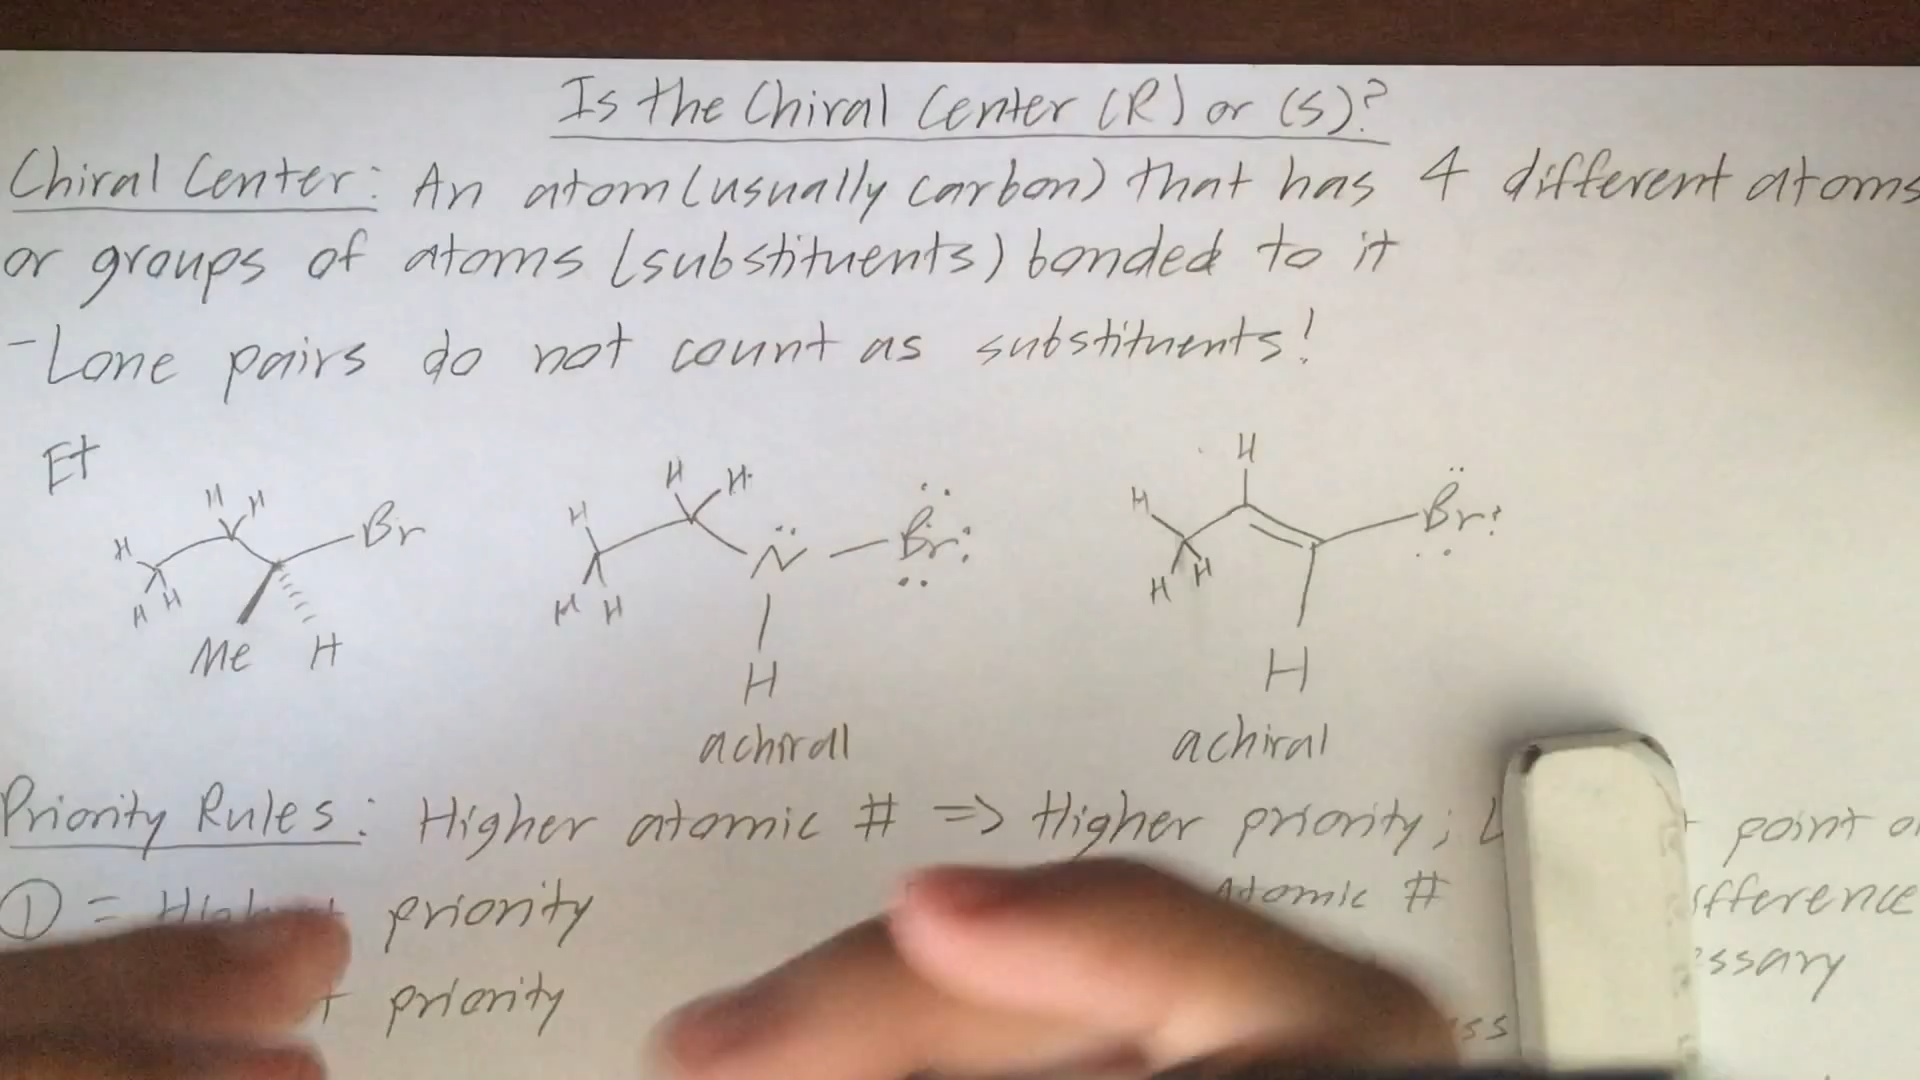 Is the Chiral Center (R) or (S)?
Chiral Center: An atom (usually carbon) that has 4 different atoms
or groups of atoms (substituents) bonded to it
-Lone pairs do not count as substituents!
Et
H H H Br H H Me H
H H H H H N Br H
H H H H Br H
achiral achiral
Priority Rules: Higher atomic # => Higher priority; point
① = priority Atomic #
priority